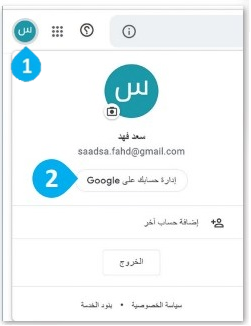 س
1
س
سعد فهد
saadsa.fahd@gmail.com
2
إدارة حسابك على Google
إضافة حساب آخر
الخروج
سياسة الخصوصية • بنود الخدمة